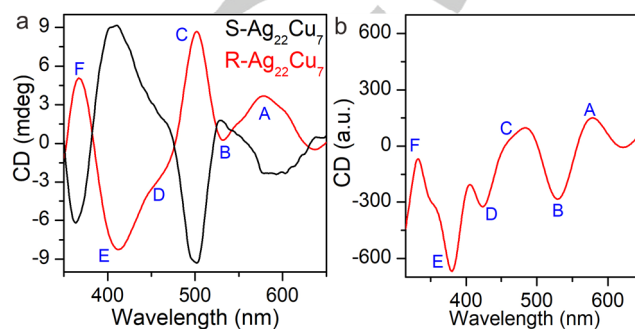 a
S-Ag22Cu7
R-Ag22Cu7
CD (mdeg)
9
6
3
0
-3
-6
-9
F
C
A
B
D
E
400
500
600
Wavelength (nm)
b
CD (a.u.)
600
300
0
-300
-600
F
C
A
D
B
E
400
500
600
Wavelength (nm)